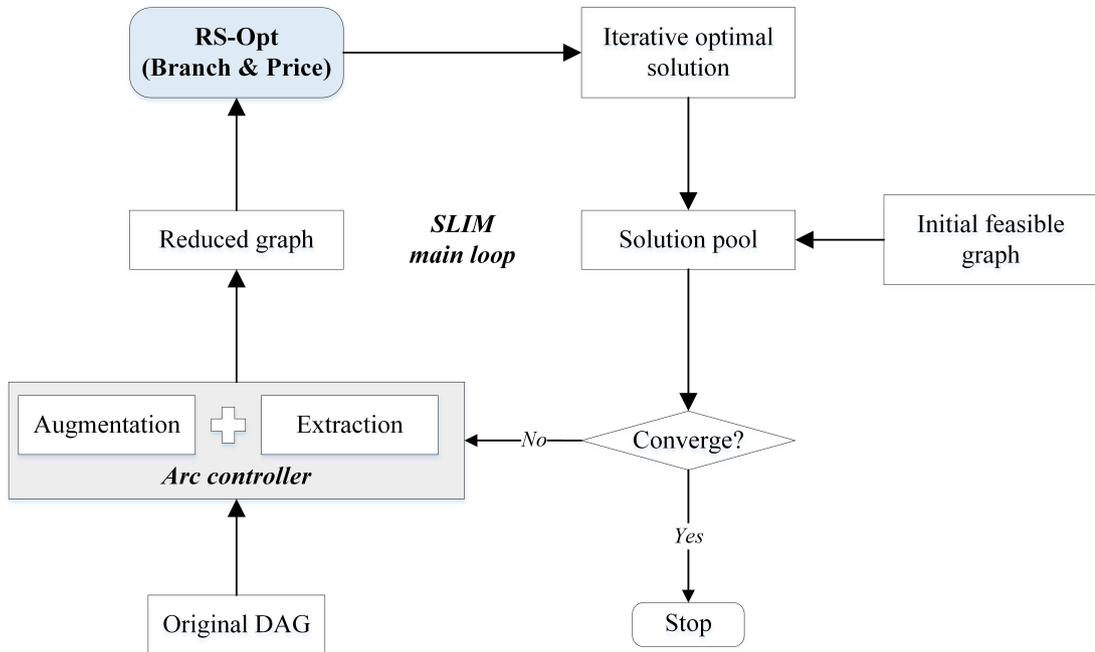 RS-Opt
(Branch & Price)
Iterative optimal
solution
Reduced graph
SLIM
main loop
Solution pool
Initial feasible
graph
Augmentation
Extraction
Arc controller
No
Converge?
Yes
Original DAG
Stop